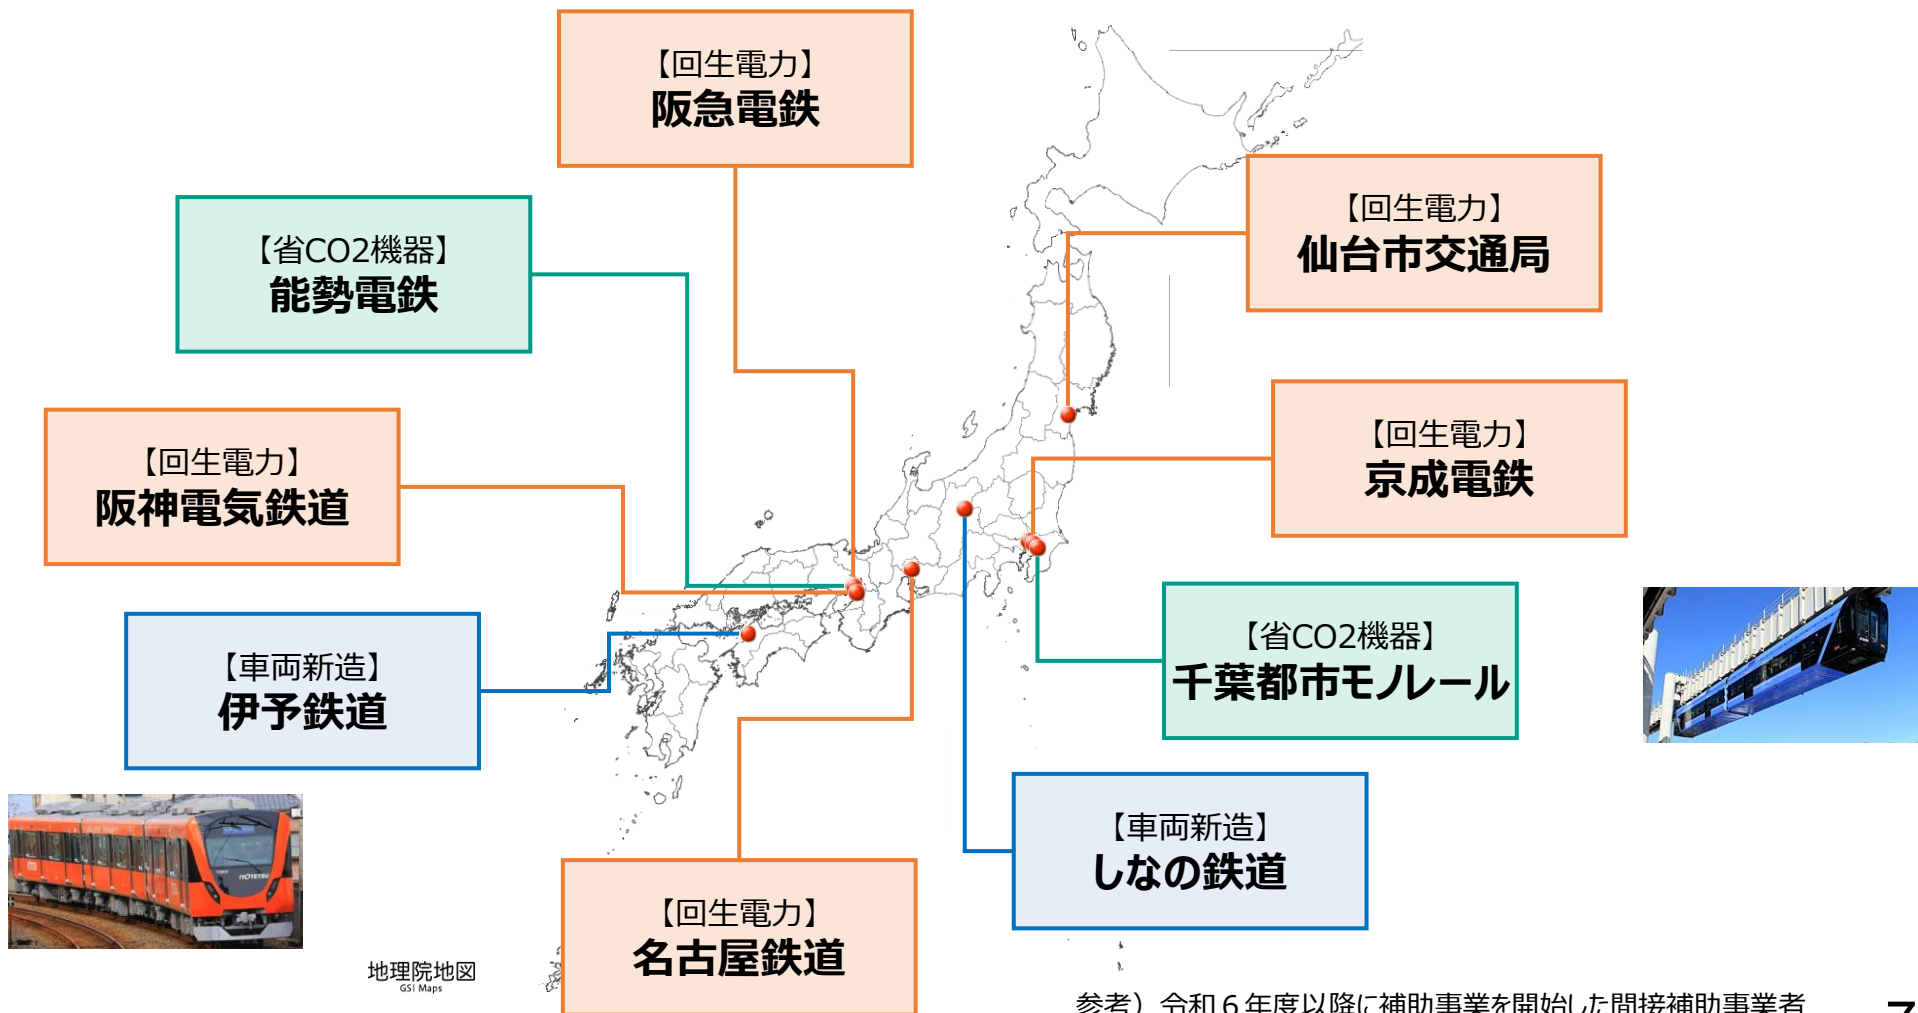 【回生電力】
阪急電鉄
【回生電力】
仙台市交通局
【省CO2機器】
能勢電鉄
【回生電力】
京成電鉄
【回生電力】
阪神電気鉄道
【省CO2機器】
千葉都市モノレール
【車両新造】
伊予鉄道
【車両新造】
しなの鉄道
【回生電力】
名古屋鉄道
IYOTETSU
地理院地図
GSI Maps
参考）令和６年度以降に補助事業を開始した間接補助事業者